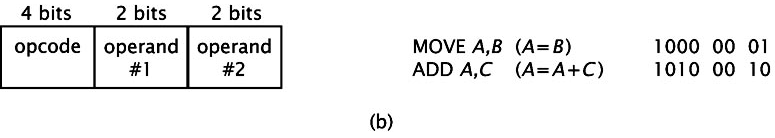 4 bits 2 bits 2 bits
opcode operand #1 operand #2
MOVE A,B (A=B) 1000 00 01
ADD A,C (A=A+C) 1010 00 10
(b)